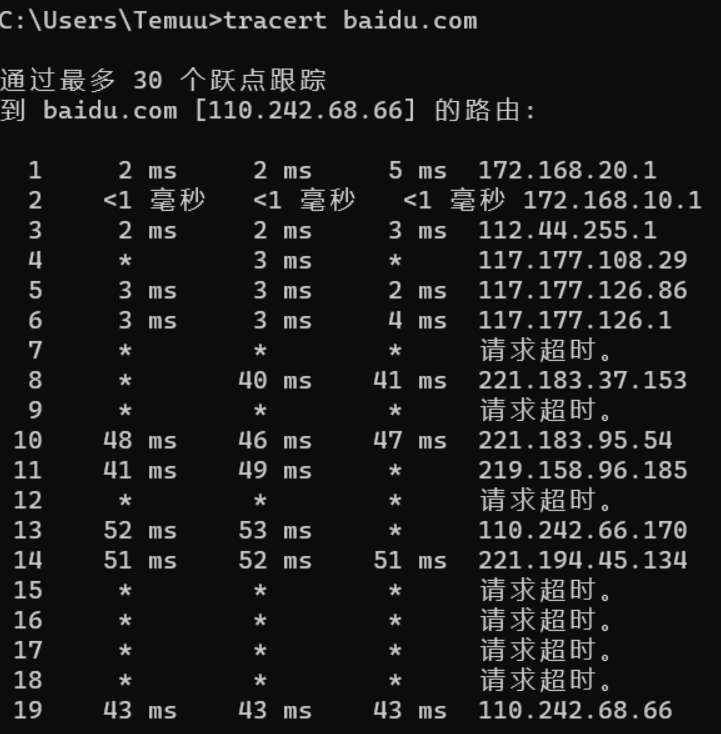 C:\Users\Temuu>tracert baidu.com
通过最多 30 个跃点跟踪
到 baidu.com [110.242.68.66] 的路由:
1 2 ms 2 ms 5 ms 172.168.20.1
2 <1 毫秒 <1 毫秒 <1 毫秒 172.168.10.1
3 2 ms 2 ms 3 ms 112.44.255.1
4 * 3 ms * 117.177.108.29
5 3 ms 3 ms 2 ms 117.177.126.86
6 3 ms 3 ms 4 ms 117.177.126.1
7 * * * 请求超时。
8 * 40 ms 41 ms 221.183.37.153
9 * * * 请求超时。
10 48 ms 46 ms 47 ms 221.183.95.54
11 41 ms 49 ms * 219.158.96.185
12 * * * 请求超时。
13 52 ms 53 ms * 110.242.66.170
14 51 ms 52 ms 51 ms 221.194.45.134
15 * * * 请求超时。
16 * * * 请求超时。
17 * * * 请求超时。
18 * * * 请求超时。
19 43 ms 43 ms 43 ms 110.242.68.66